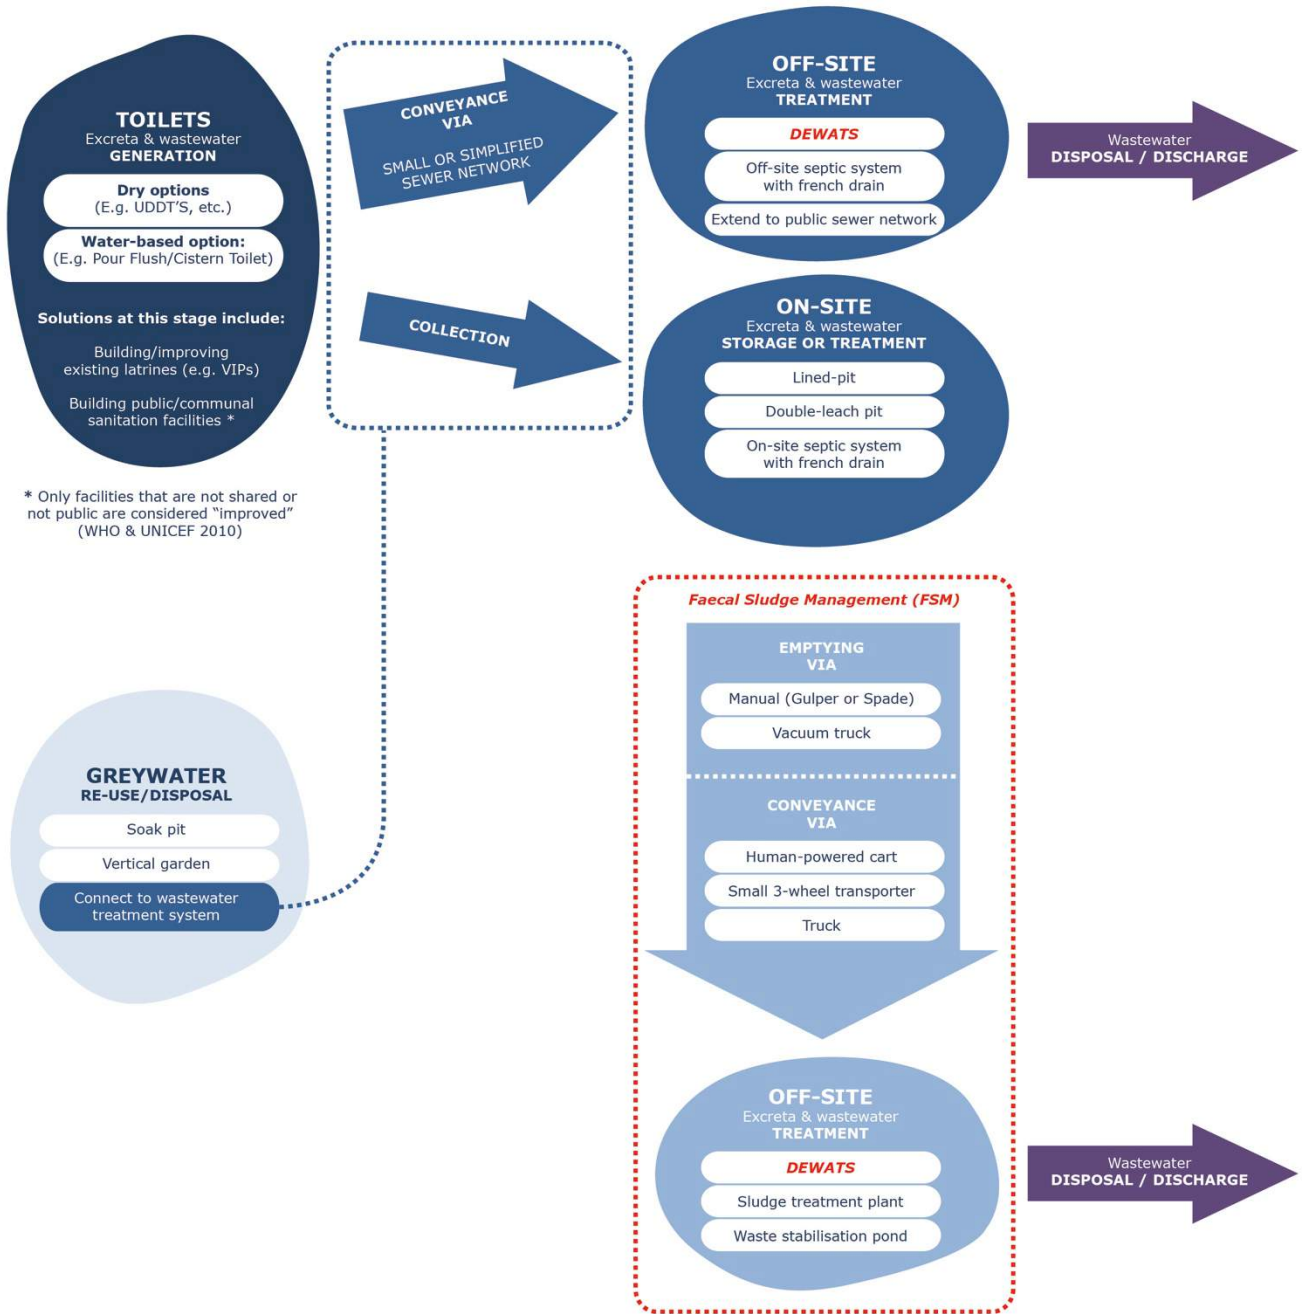 TOILETS
Excreta & wastewater
GENERATION
Dry options
(E.g. UDDT'S, etc.)
Water-based option:
(E.g. Pour Flush/Cistern Toilet)
Solutions at this stage include:
Building/improving
existing latrines (e.g. VIPs)
Building public/communal
sanitation facilities *
* Only facilities that are not shared or
not public are considered “improved”
(WHO & UNICEF 2010)
CONVEYANCE
VIA
SMALL OR SIMPLIFIED
SEWER NETWORK
COLLECTION
OFF-SITE
Excreta & wastewater
TREATMENT
DEWATS
Off-site septic system
with french drain
Extend to public sewer network
Wastewater
DISPOSAL / DISCHARGE
ON-SITE
Excreta & wastewater
STORAGE OR TREATMENT
Lined-pit
Double-leach pit
On-site septic system
with french drain
GREYWATER
RE-USE/DISPOSAL
Soak pit
Vertical garden
Connect to wastewater
treatment system
Faecal Sludge Management (FSM)
EMPTYING
VIA
Manual (Gulper or Spade)
Vacuum truck
CONVEYANCE
VIA
Human-powered cart
Small 3-wheel transporter
Truck
OFF-SITE
Excreta & wastewater
TREATMENT
DEWATS
Sludge treatment plant
Waste stabilisation pond
Wastewater
DISPOSAL / DISCHARGE